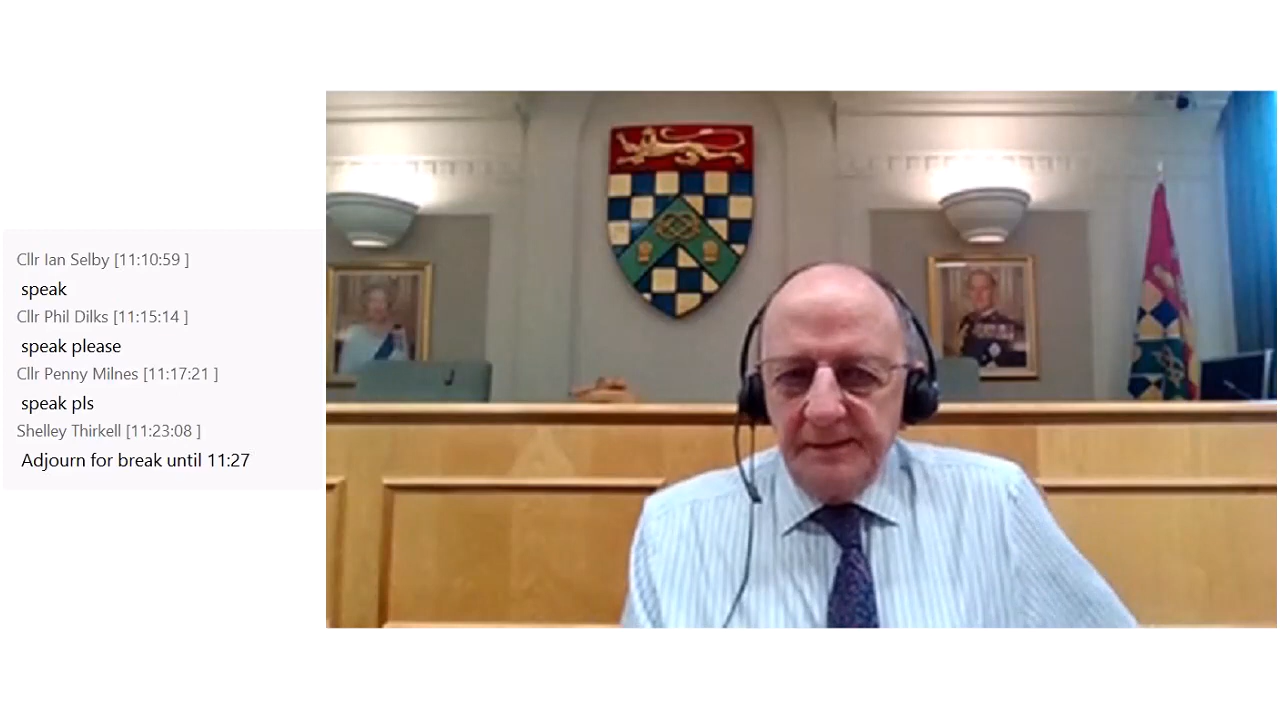 Cllr Ian Selby [11:10:59 ]
speak
Cllr Phil Dilks [11:15:14 ]
speak please
Cllr Penny Milnes [11:17:21 ]
speak pls
Shelley Thirkell [11:23:08 ]
Adjourn for break until 11:27